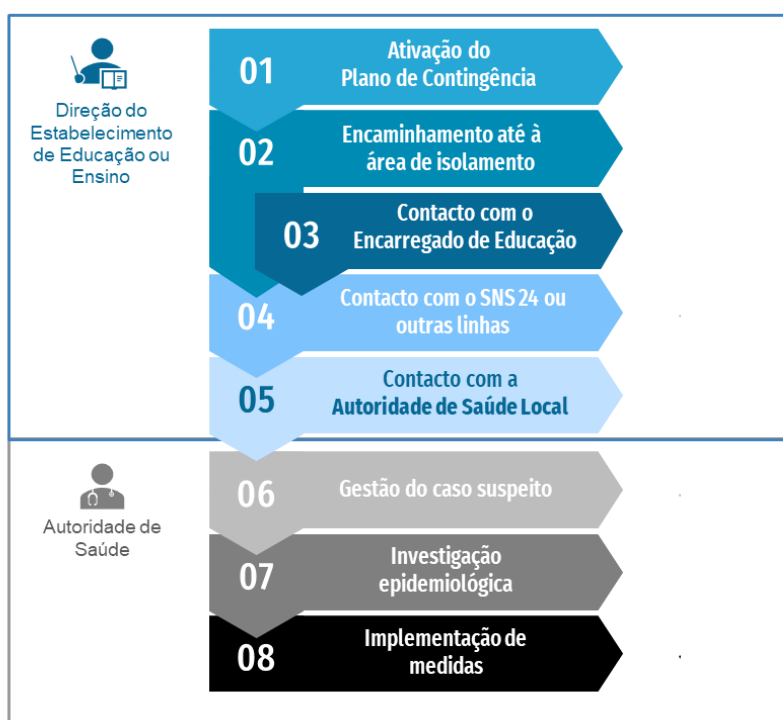 Direção do
Estabelecimento
de Educação ou
Ensino
01
Ativação do
Plano de Contingência
02
Encaminhamento até à
área de isolamento
03
Contacto com o
Encarregado de Educação
04
Contacto com o SNS 24 ou
outras linhas
05
Contacto com a
Autoridade de Saúde Local
Autoridade de
Saúde
06
Gestão do caso suspeito
07
Investigação
epidemiológica
08
Implementação de
medidas